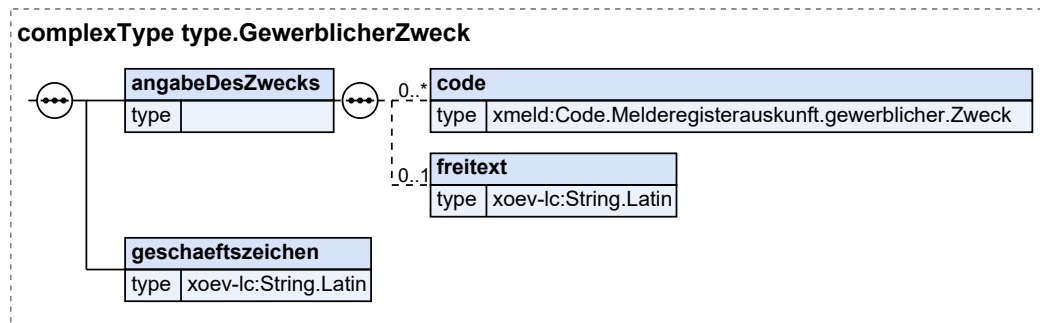 complexType type.GewerblicherZweck
angabeDesZwecks
type
0..*
code
type xmeld:Code.Melderegisterauskunft.gewerblicher.Zweck
0..1
freitext
type xoev-lc:String.Latin
geschaeftszeichen
type xoev-lc:String.Latin